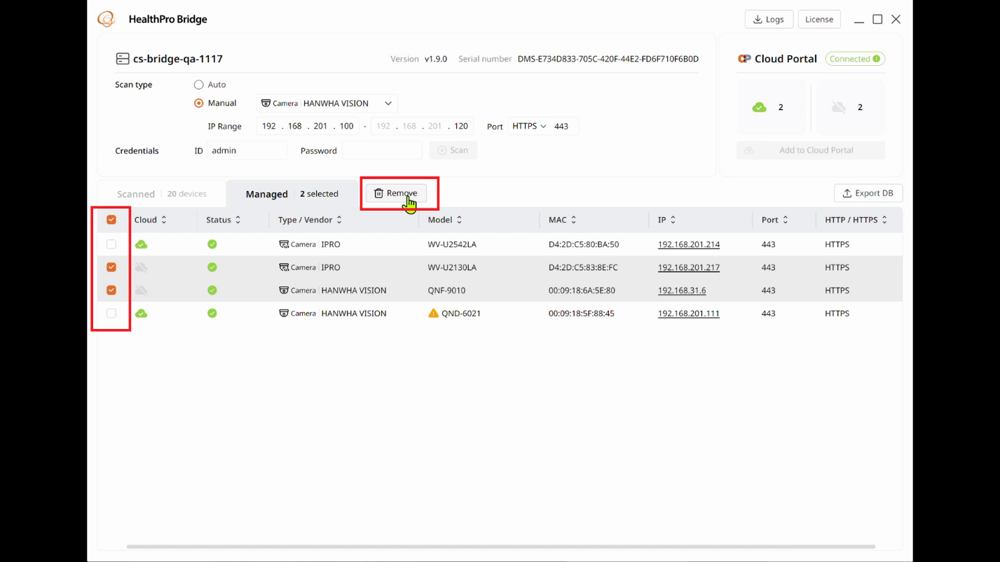 HealthPro Bridge
Logs
License
cs-bridge-qa-1117
Version v1.9.0 Serial number DMS-E734D833-705C-420F-44E2-FD6F710F6B0D
Cloud Portal Connected
Scan type
Auto
Manual Camera HANWHA VISION
2 2
IP Range 192 . 168 . 201 . 100 - 192 . 168 . 201 . 120 Port HTTPS 443
Credentials ID admin Password Scan
Add to Cloud Portal
Scanned 20 devices Managed 2 selected Remove Export DB
Cloud Status Type / Vendor Model MAC IP Port HTTP / HTTPS
Camera IPRO WV-U2542LA D4:2D:C5:80:BA:50 192.168.201.214 443 HTTPS
Camera IPRO WV-U2130LA D4:2D:C5:83:8E:FC 192.168.201.217 443 HTTPS
Camera HANWHA VISION QNF-9010 00:09:18:6A:5E:80 192.168.31.6 443 HTTPS
Camera HANWHA VISION QND-6021 00:09:18:5F:88:45 192.168.201.111 443 HTTPS